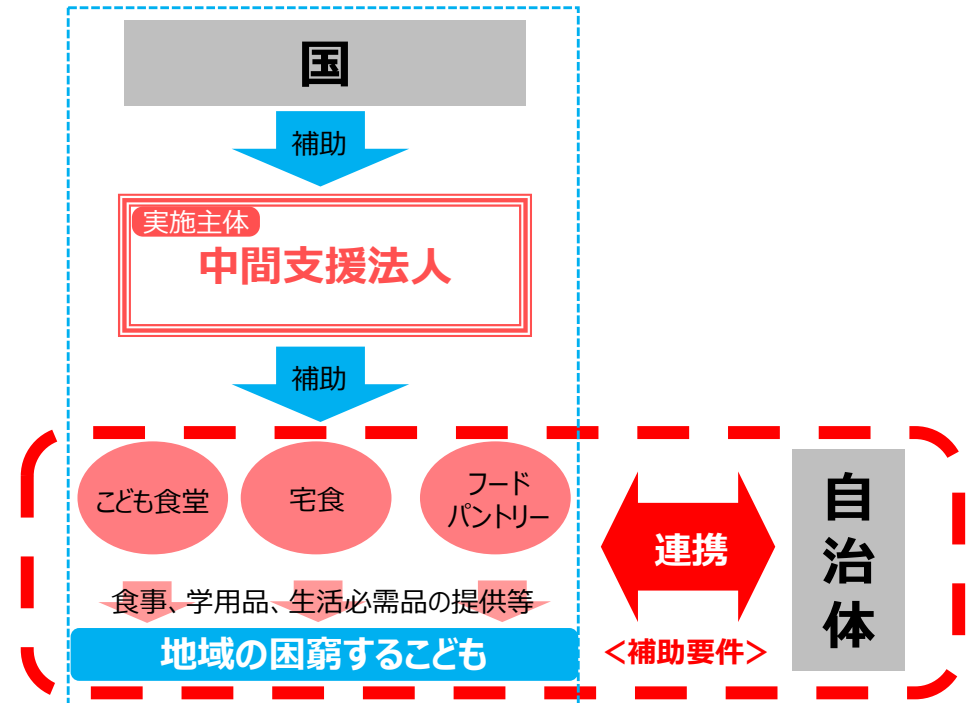 国
補助
実施主体
中間支援法人
補助
こども食堂
宅食
フード
パントリー
連携
自治体
食事、学用品、生活必需品の提供等
地域の困窮するこども
<補助要件>